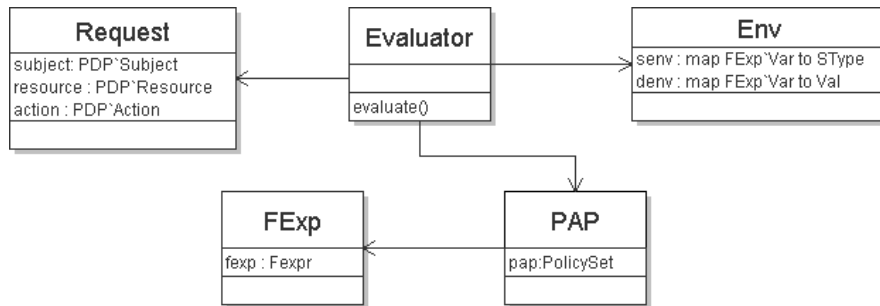 Request
subject: PDP`Subject
resource : PDP`Resource
action : PDP`Action
Evaluator
evaluate()
Env
senv : map FExp`Var to SType
denv : map FExp`Var to Val
FExp
fexp : Fexpr
PAP
pap:PolicySet